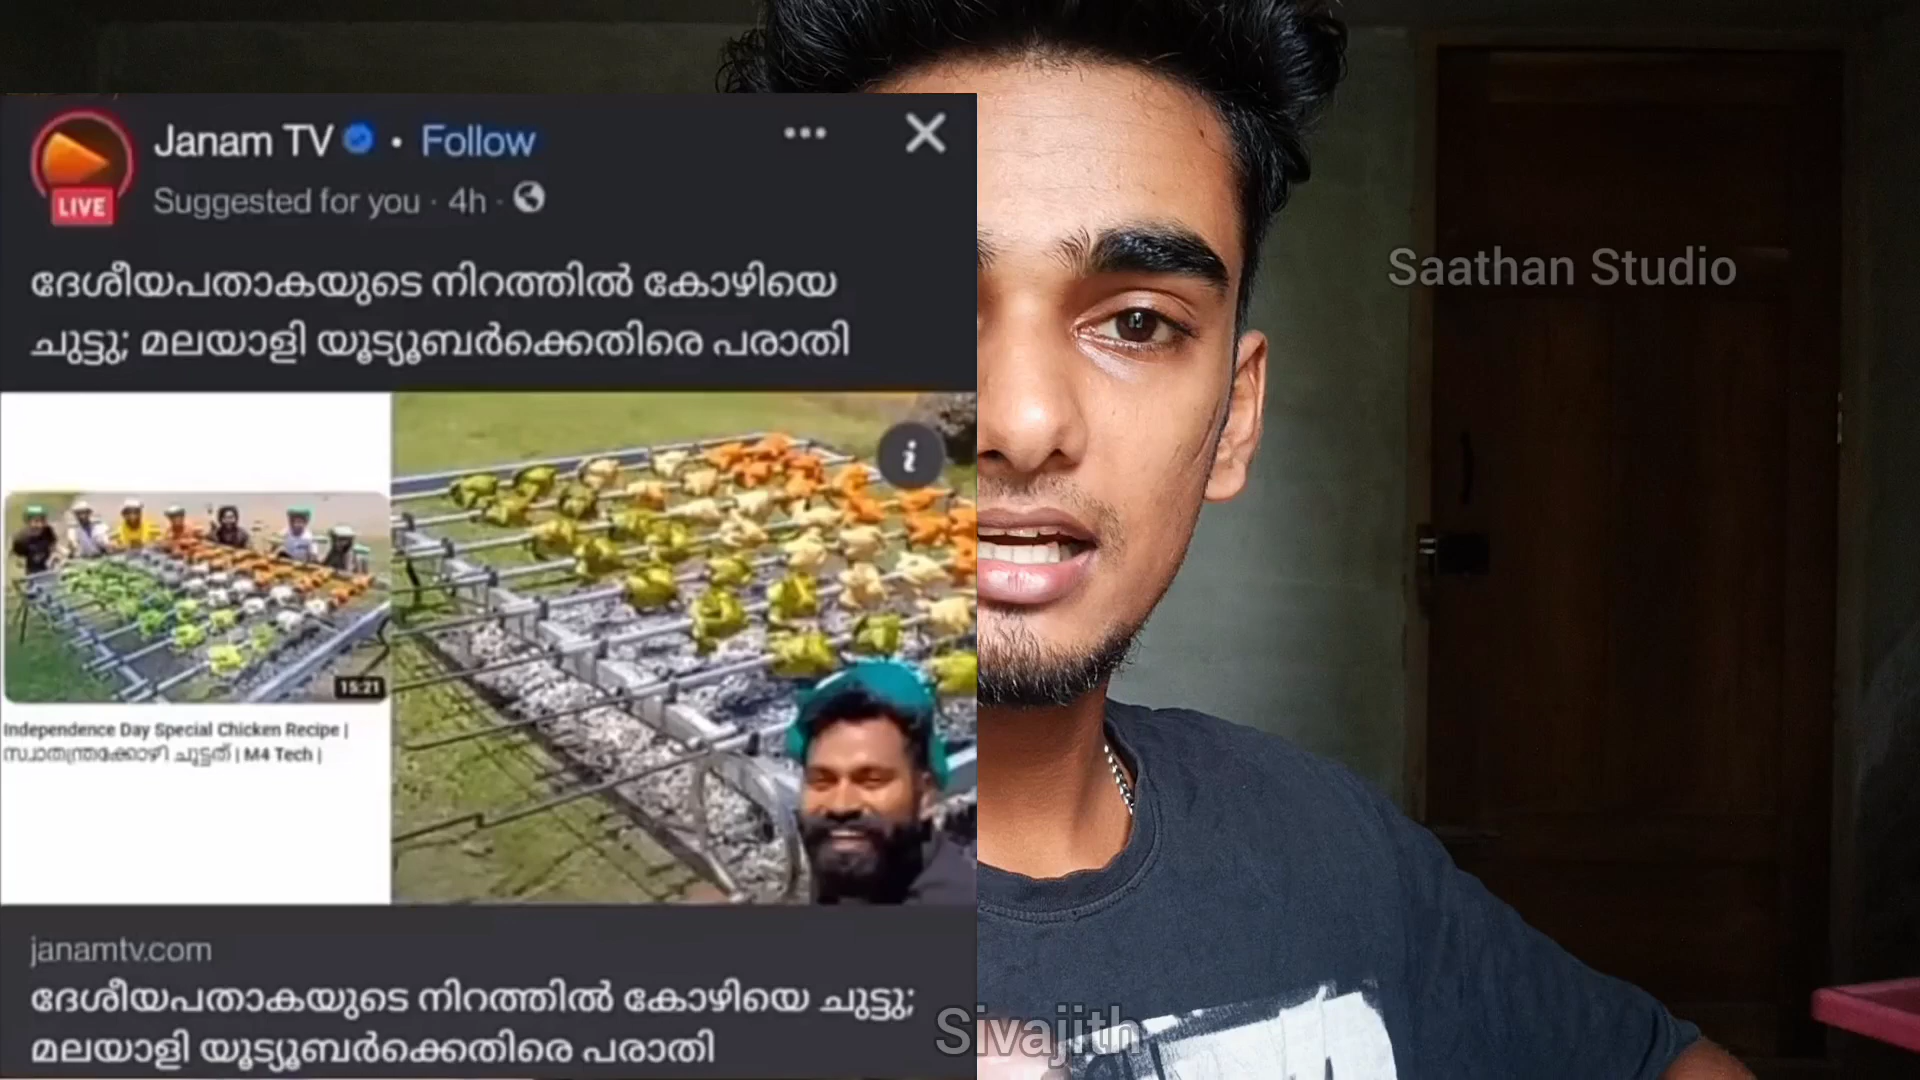 Janam TV • Follow
LIVE
Suggested for you · 4h ·
ദേശീയപതാകയുടെ നിറത്തിൽ കോഴിയെ
ചുട്ടു; മലയാളി യൂട്യൂബർക്കെതിരെ പരാതി
Saathan Studio
15:21
Independence Day Special Chicken Recipe |
സ്വാതന്ത്രക്കോഴി ചുട്ടത് | M4 Tech |
janamtv.com
ദേശീയപതാകയുടെ നിറത്തിൽ കോഴിയെ ചുട്ടു;
മലയാളി യൂട്യൂബർക്കെതിരെ പരാതി
Sivajith